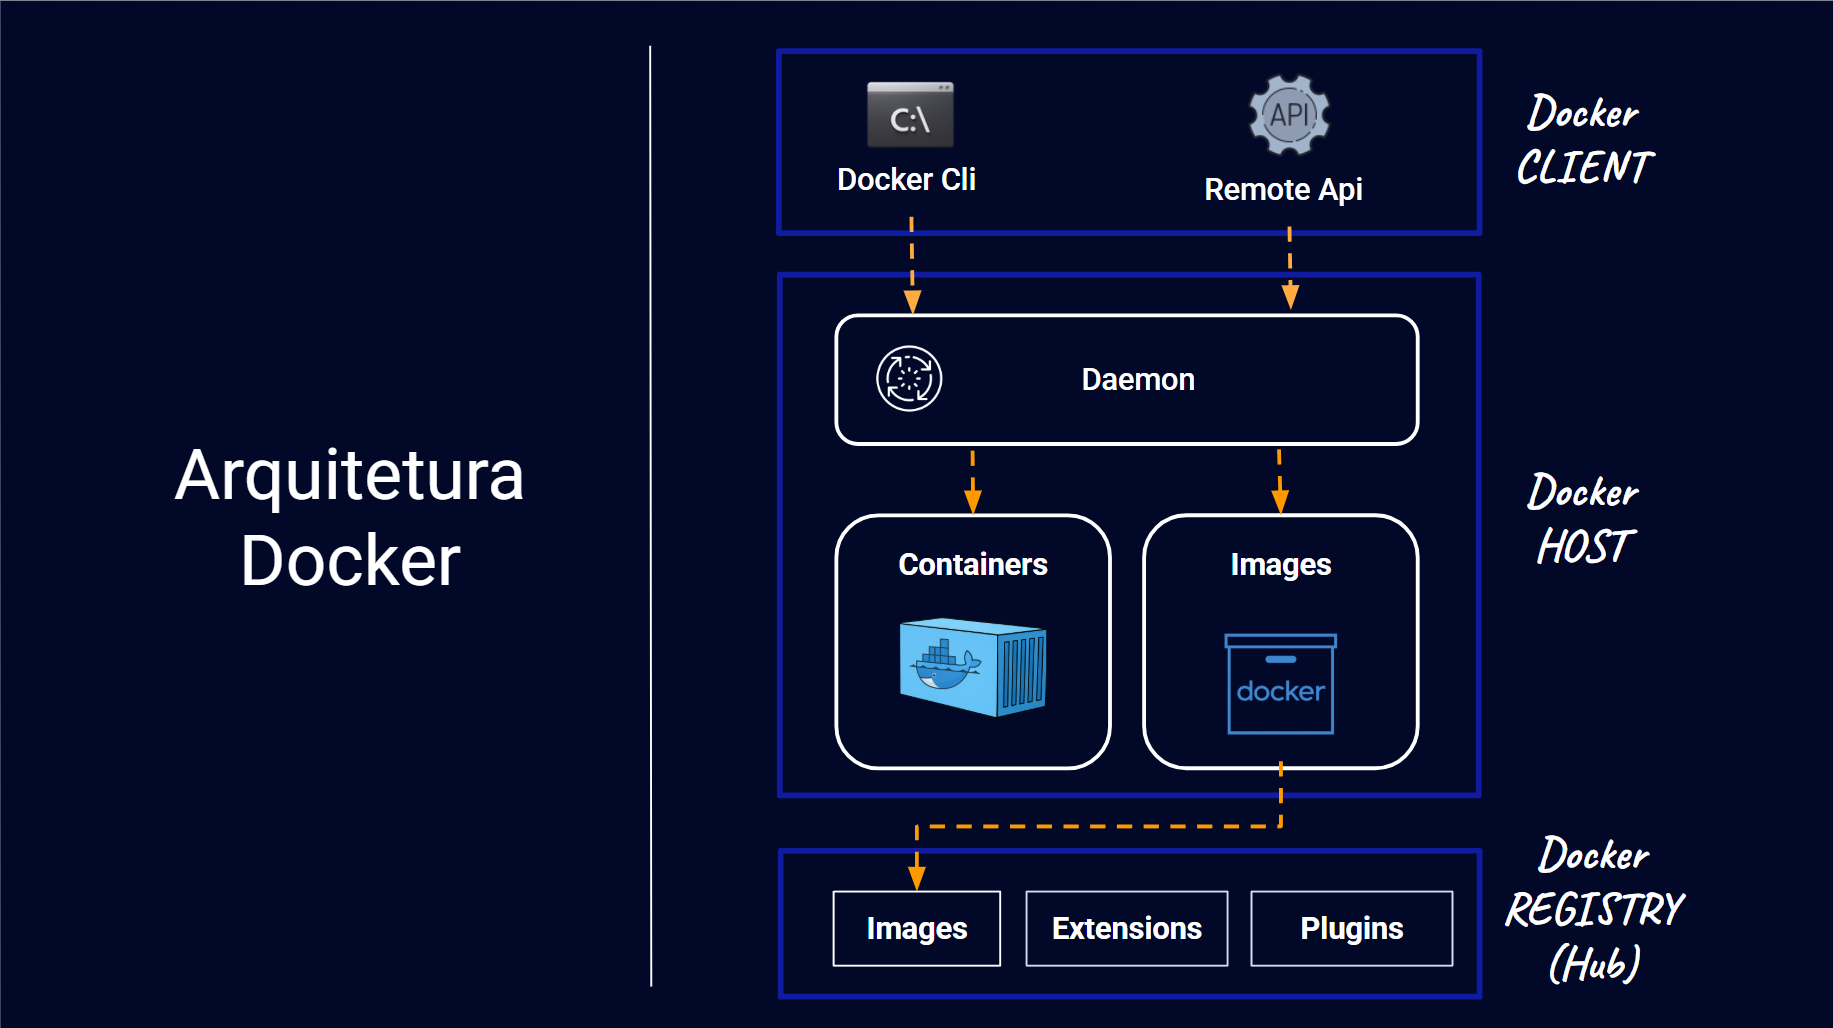 Arquitetura
Docker
C:\
API
Docker Cli
Remote Api
Docker
CLIENT
Daemon
Containers
Images
docker
Docker
HOST
Images
Extensions
Plugins
Docker
REGISTRY
(Hub)